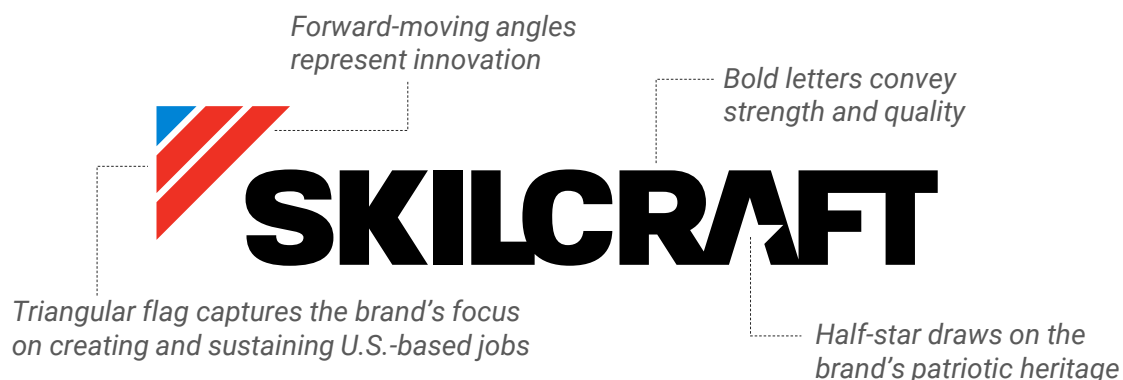 Forward-moving angles
represent innovation
Bold letters convey
strength and quality
SKILCRAFT
Triangular flag captures the brand’s focus
on creating and sustaining U.S.-based jobs
Half-star draws on the
brand’s patriotic heritage